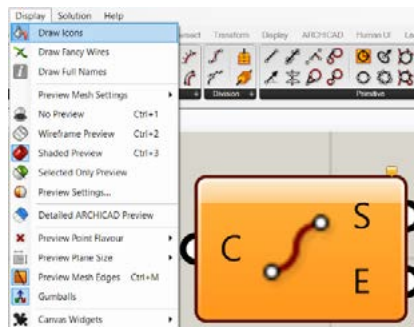 Display Solution Help
Draw Icons
Draw Fancy Wires
Draw Full Names
Preview Mesh Settings
No Preview Ctrl+1
Wireframe Preview Ctrl+2
Shaded Preview Ctrl+3
Selected Only Preview
Preview Settings...
Detailed ARCHICAD Preview
Preview Point Flavour
Preview Plane Size
Preview Mesh Edges Ctrl+M
Gumballs
Canvas Widgets
Transform Display ARCHICAD Human UI
Division
Primitive
C
S
E